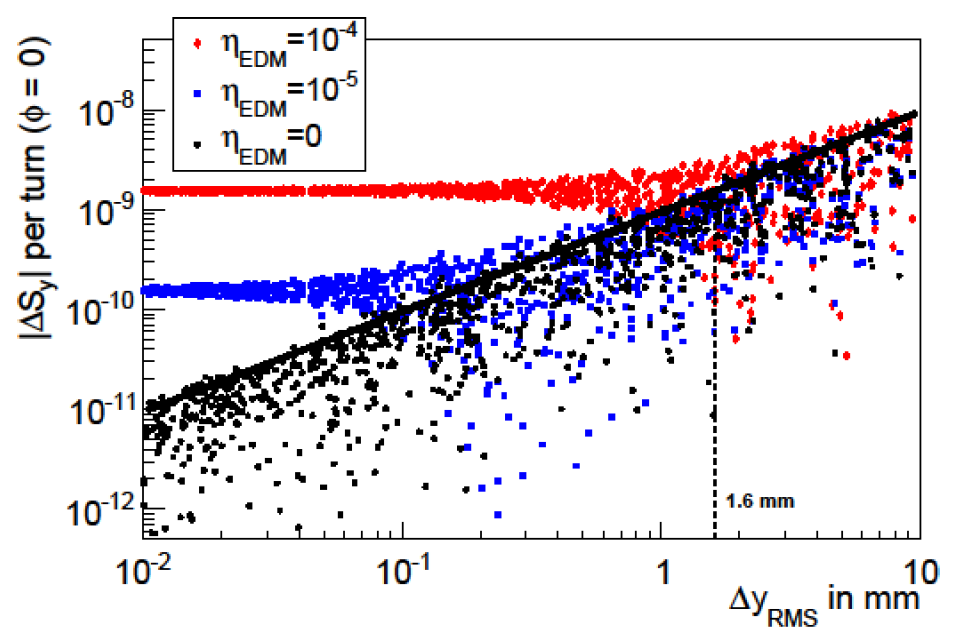 |ΔS_y| per turn (ϕ = 0)
η_EDM=10^-4
η_EDM=10^-5
η_EDM=0
10^-8
10^-9
10^-10
10^-11
10^-12
1.6 mm
10^-2 10^-1 1 10
Δy_RMS in mm